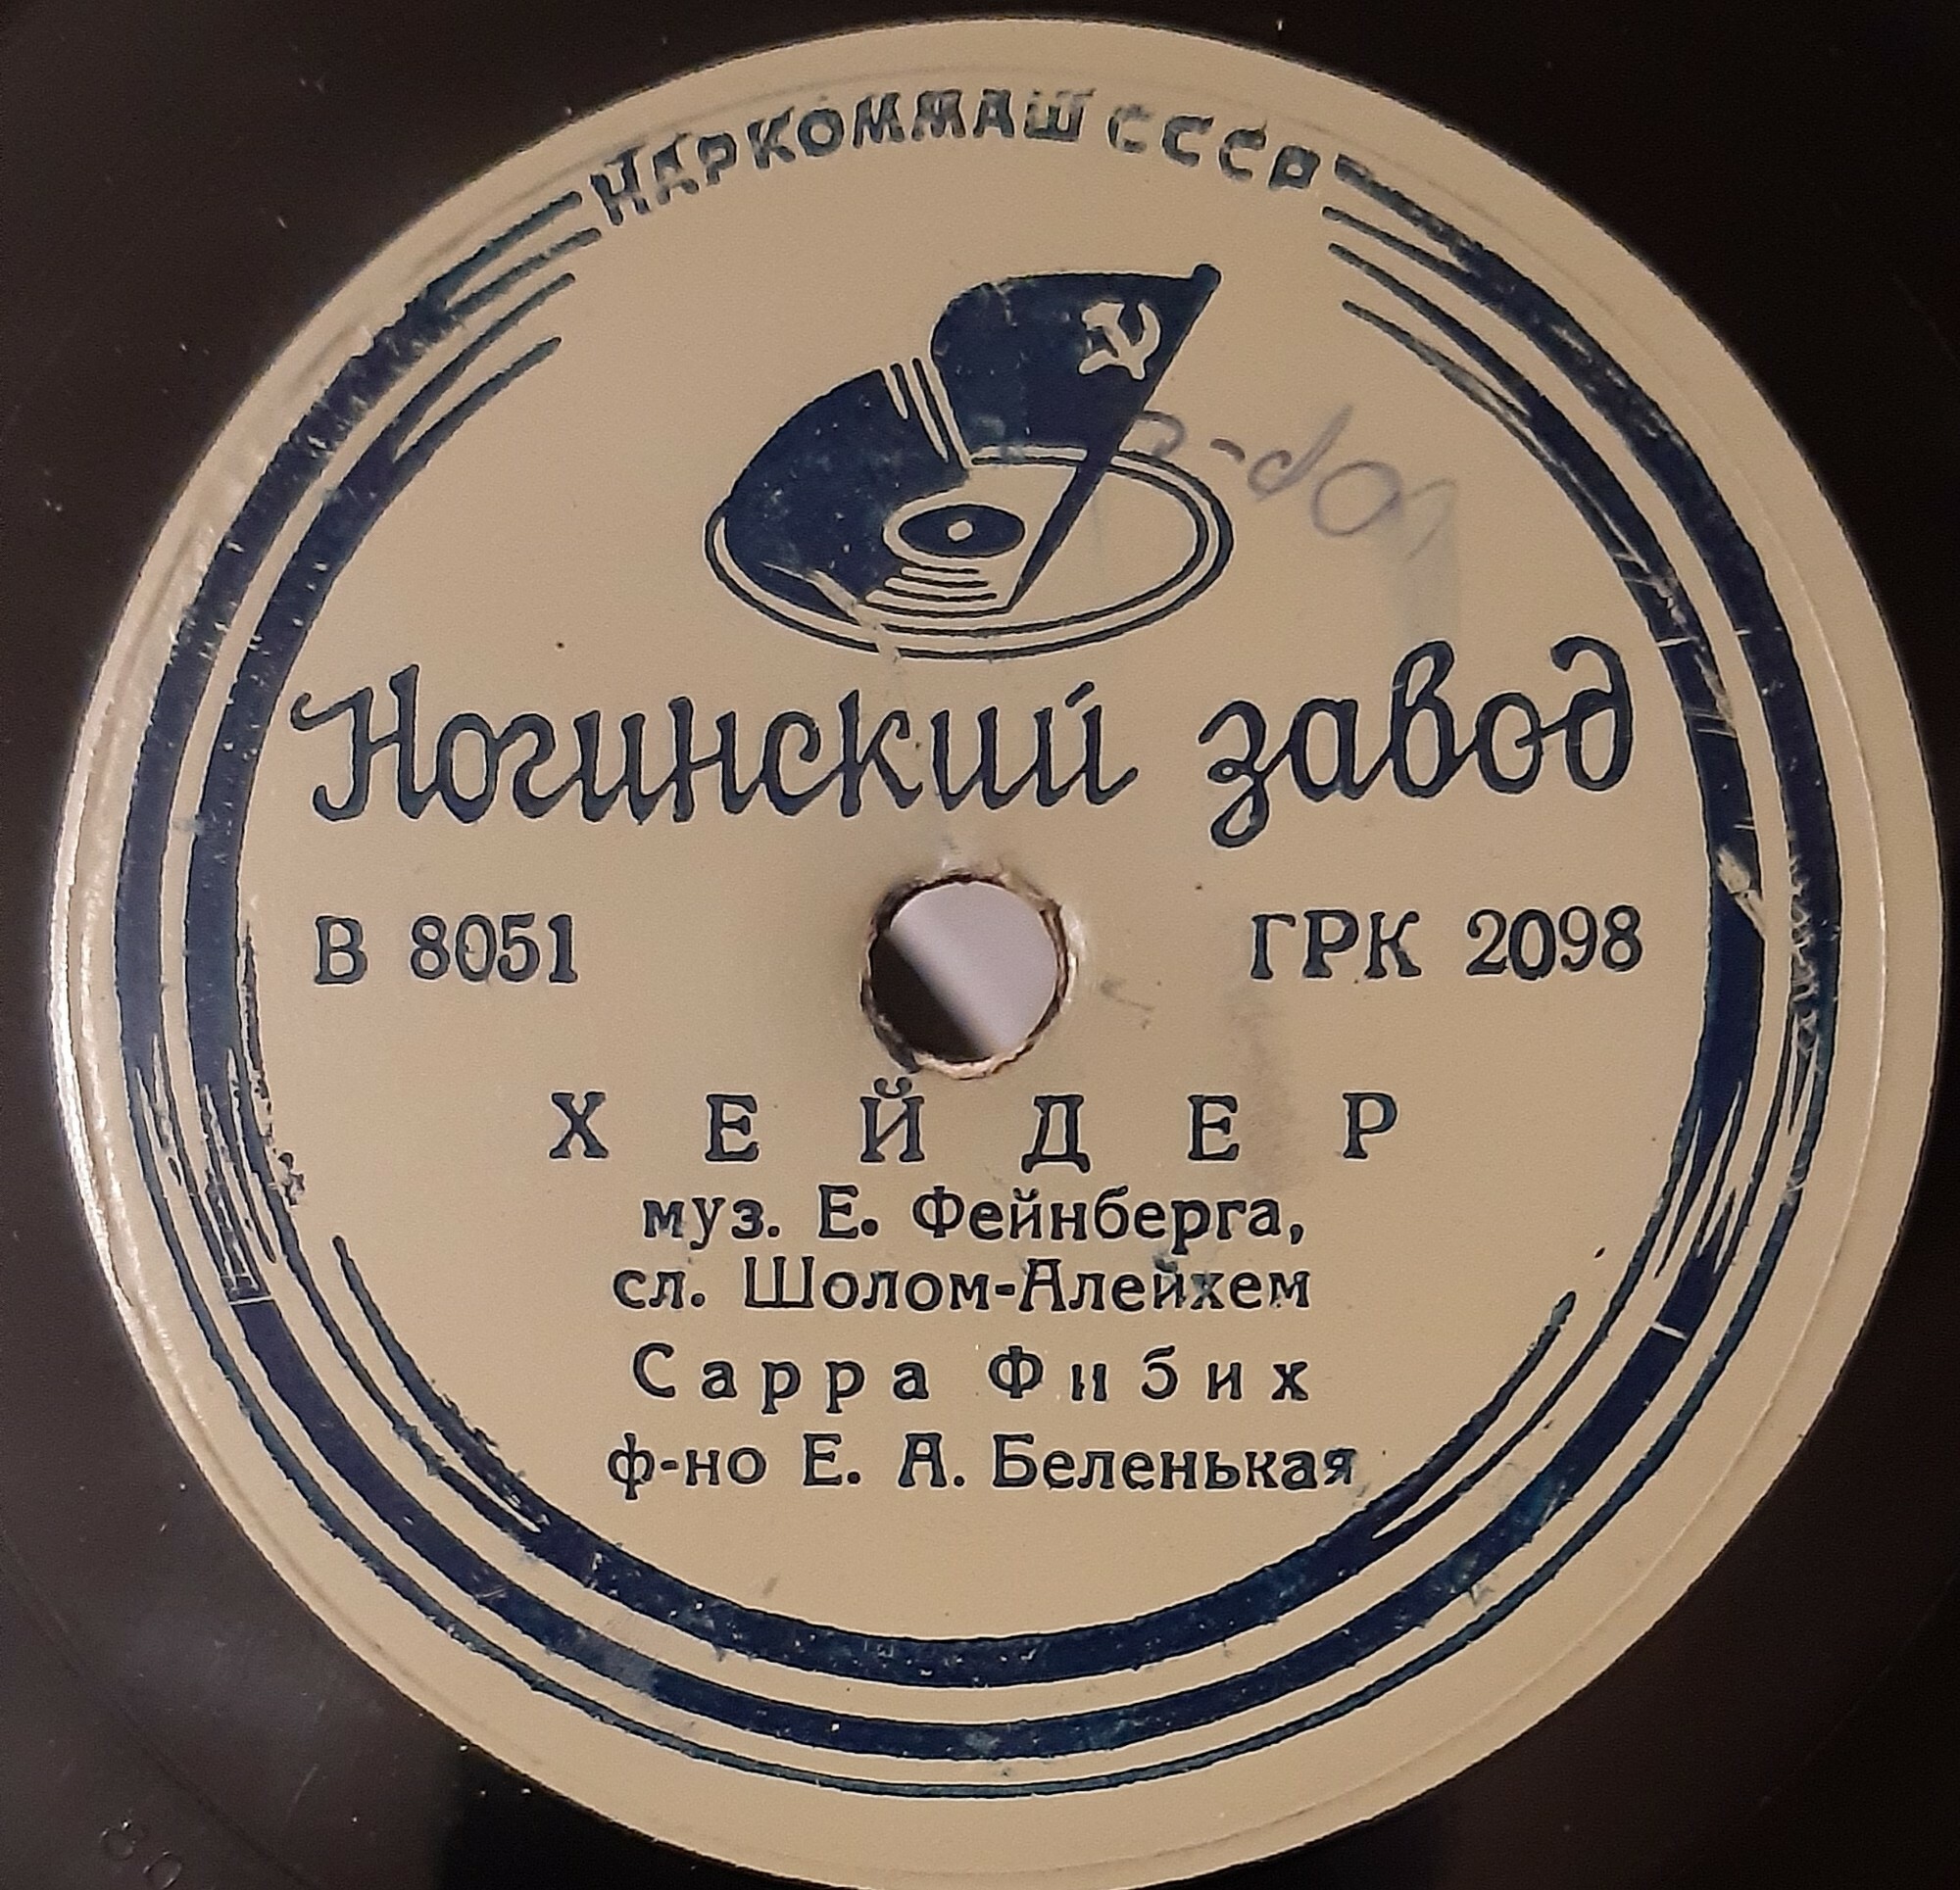 НАРКОММАШ СССР
Ногинский завод
В 8051 ГРК 2098
ХЕЙДЕР
муз. Е. Фейнберга,
сл. Шолом-Алейхем
Сарра Фибих
ф-но Е. А. Беленькая